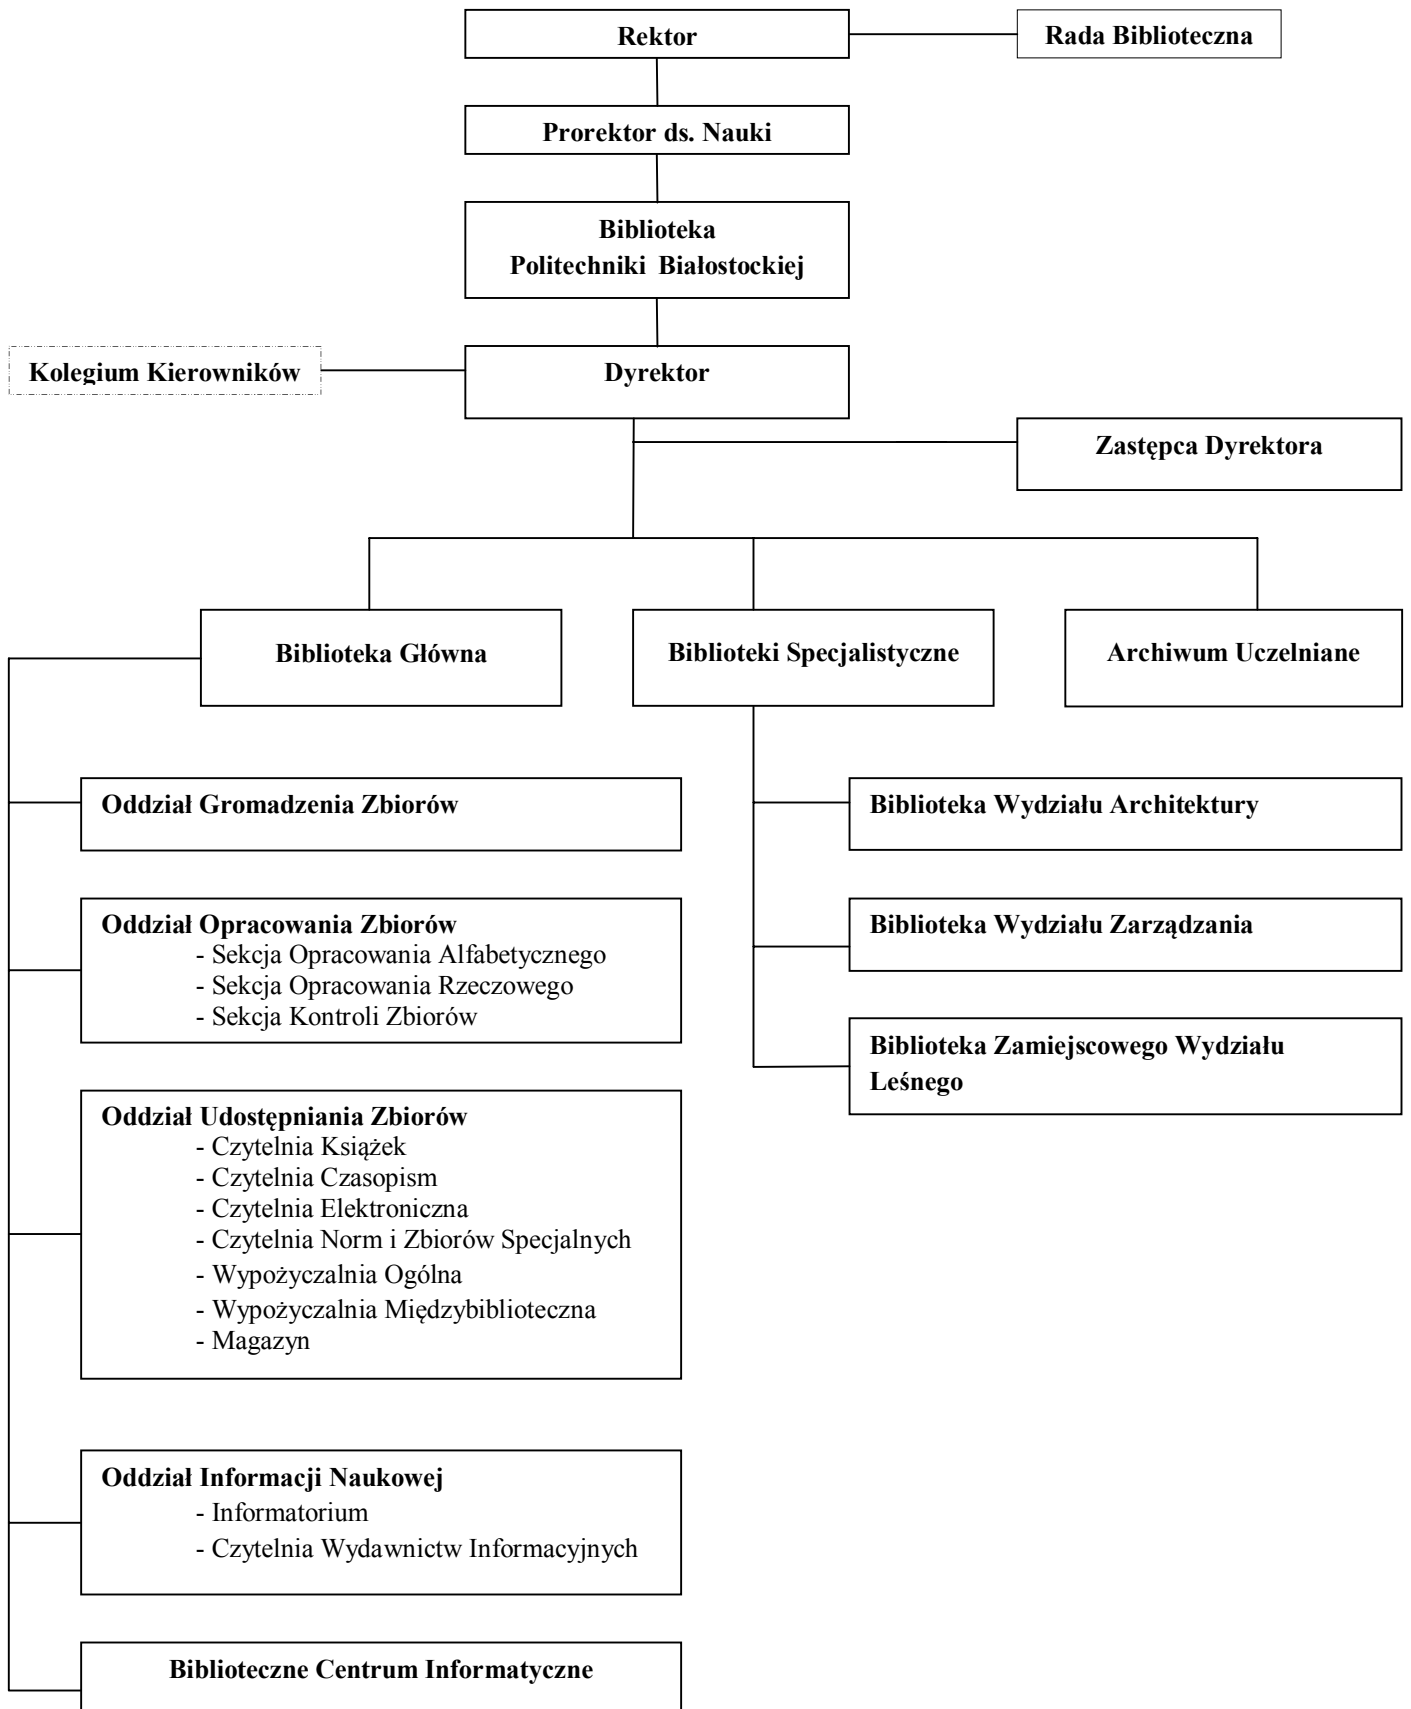 Rektor
Rada Biblioteczna
Prorektor ds. Nauki
Biblioteka
Politechniki Białostockiej
Kolegium Kierowników
Dyrektor
Zastępca Dyrektora
Biblioteka Główna
Biblioteki Specjalistyczne
Archiwum Uczelniane
Oddział Gromadzenia Zbiorów
Oddział Opracowania Zbiorów
- Sekcja Opracowania Alfabetycznego
- Sekcja Opracowania Rzeczowego
- Sekcja Kontroli Zbiorów
Oddział Udostępniania Zbiorów
- Czytelnia Książek
- Czytelnia Czasopism
- Czytelnia Elektroniczna
- Czytelnia Norm i Zbiorów Specjalnych
- Wypożyczalnia Ogólna
- Wypożyczalnia Międzybiblioteczna
- Magazyn
Oddział Informacji Naukowej
- Informatorium
- Czytelnia Wydawnictw Informacyjnych
Biblioteczne Centrum Informatyczne
Biblioteka Wydziału Architektury
Biblioteka Wydziału Zarządzania
Biblioteka Zamiejscowego Wydziału
Leśnego